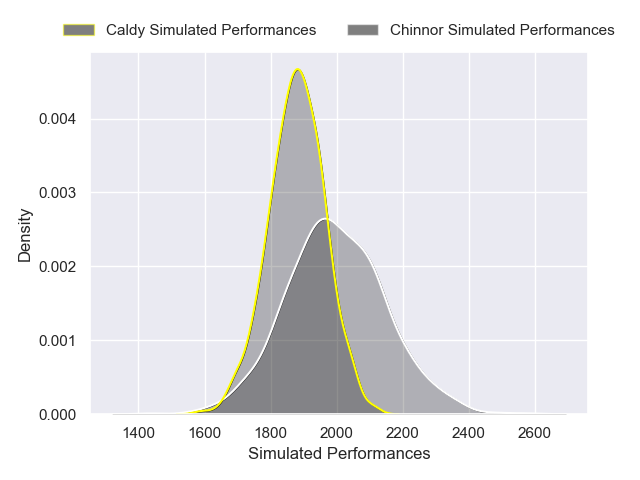 Caldy Simulated Performances Chinnor Simulated Performances
0.004
0.003
0.002
0.001
0.000
Density
1400 1600 1800 2000 2200 2400 2600
Simulated Performances